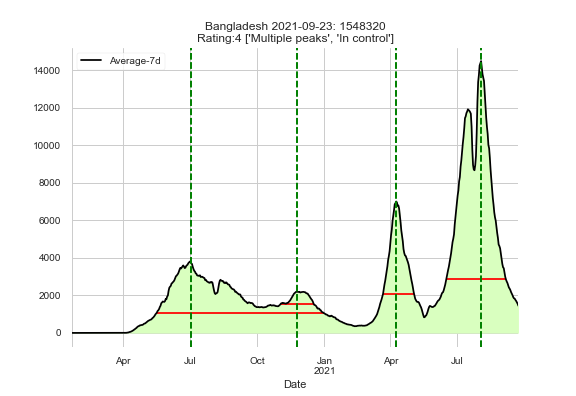 Bangladesh 2021-09-23: 1548320
Rating:4 ['Multiple peaks', 'In control']
Average-7d
14000
12000
10000
8000
6000
4000
2000
0
Apr
Jul
Oct
Jan
2021
Apr
Jul
Date